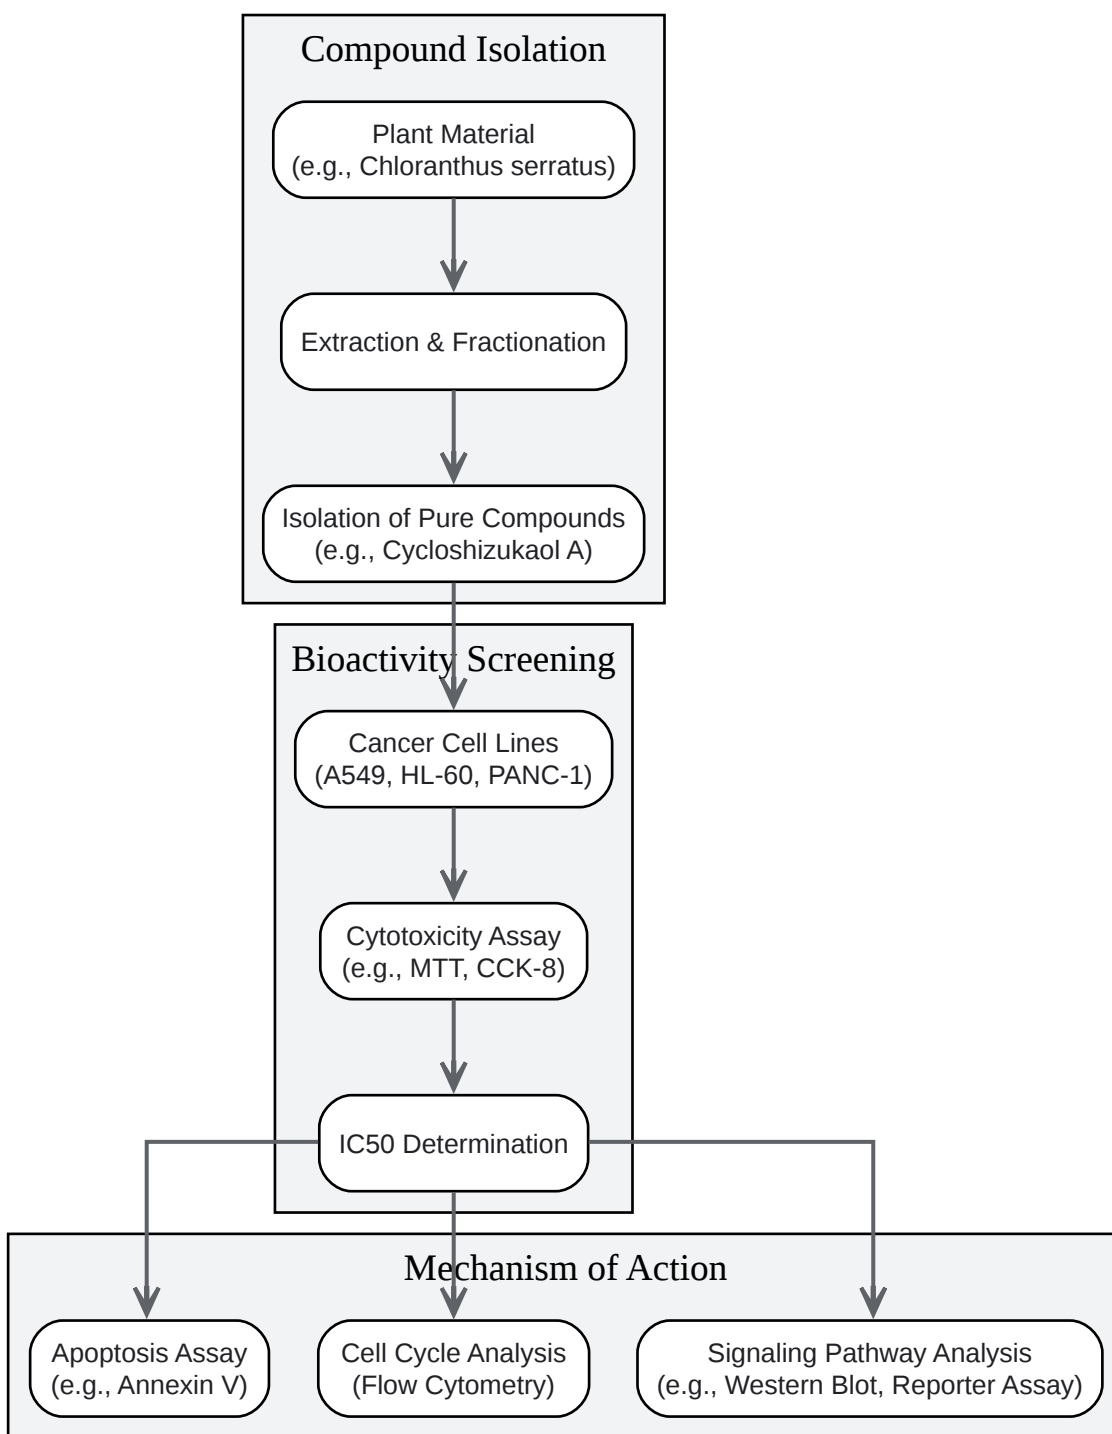 Compound Isolation
Plant Material
(e.g., Chloranthus serratus)
Extraction & Fractionation
Isolation of Pure Compounds
(e.g., Cycloshizukaol A)
Bioactivity Screening
Cancer Cell Lines
(A549, HL-60, PANC-1)
Cytotoxicity Assay
(e.g., MTT, CCK-8)
IC50 Determination
Mechanism of Action
Apoptosis Assay
(e.g., Annexin V)
Cell Cycle Analysis
(Flow Cytometry)
Signaling Pathway Analysis
(e.g., Western Blot, Reporter Assay)